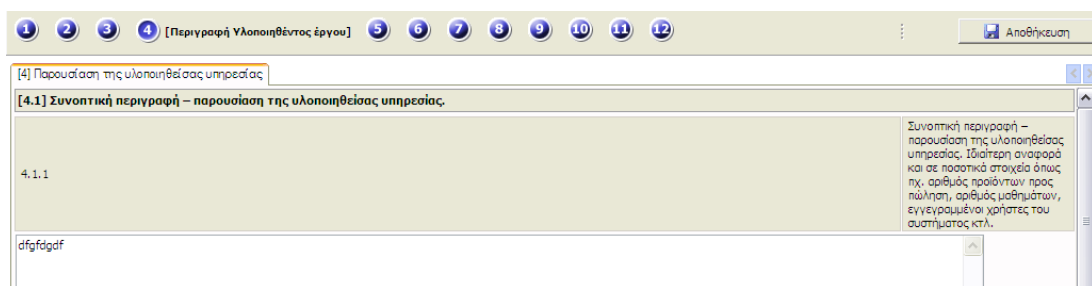 1 2 3 4 [Περιγραφή Υλοποιηθέντος έργου] 5 6 7 8 9 10 11 12 Αποθήκευση
[4] Παρουσίαση της υλοποιηθείσας υπηρεσίας
[4.1] Συνοπτική περιγραφή – παρουσίαση της υλοποιηθείσας υπηρεσίας.
4.1.1
Συνοπτική περιγραφή –
παρουσίαση της υλοποιηθείσας
υπηρεσίας. Ιδιαίτερη αναφορά
και σε ποσοτικά στοιχεία όπως
πχ. αριθμός προϊόντων προς
πώληση, αριθμός μαθημάτων,
εγγεγραμμένοι χρήστες του
συστήματος κτλ.
dfgfdgdf